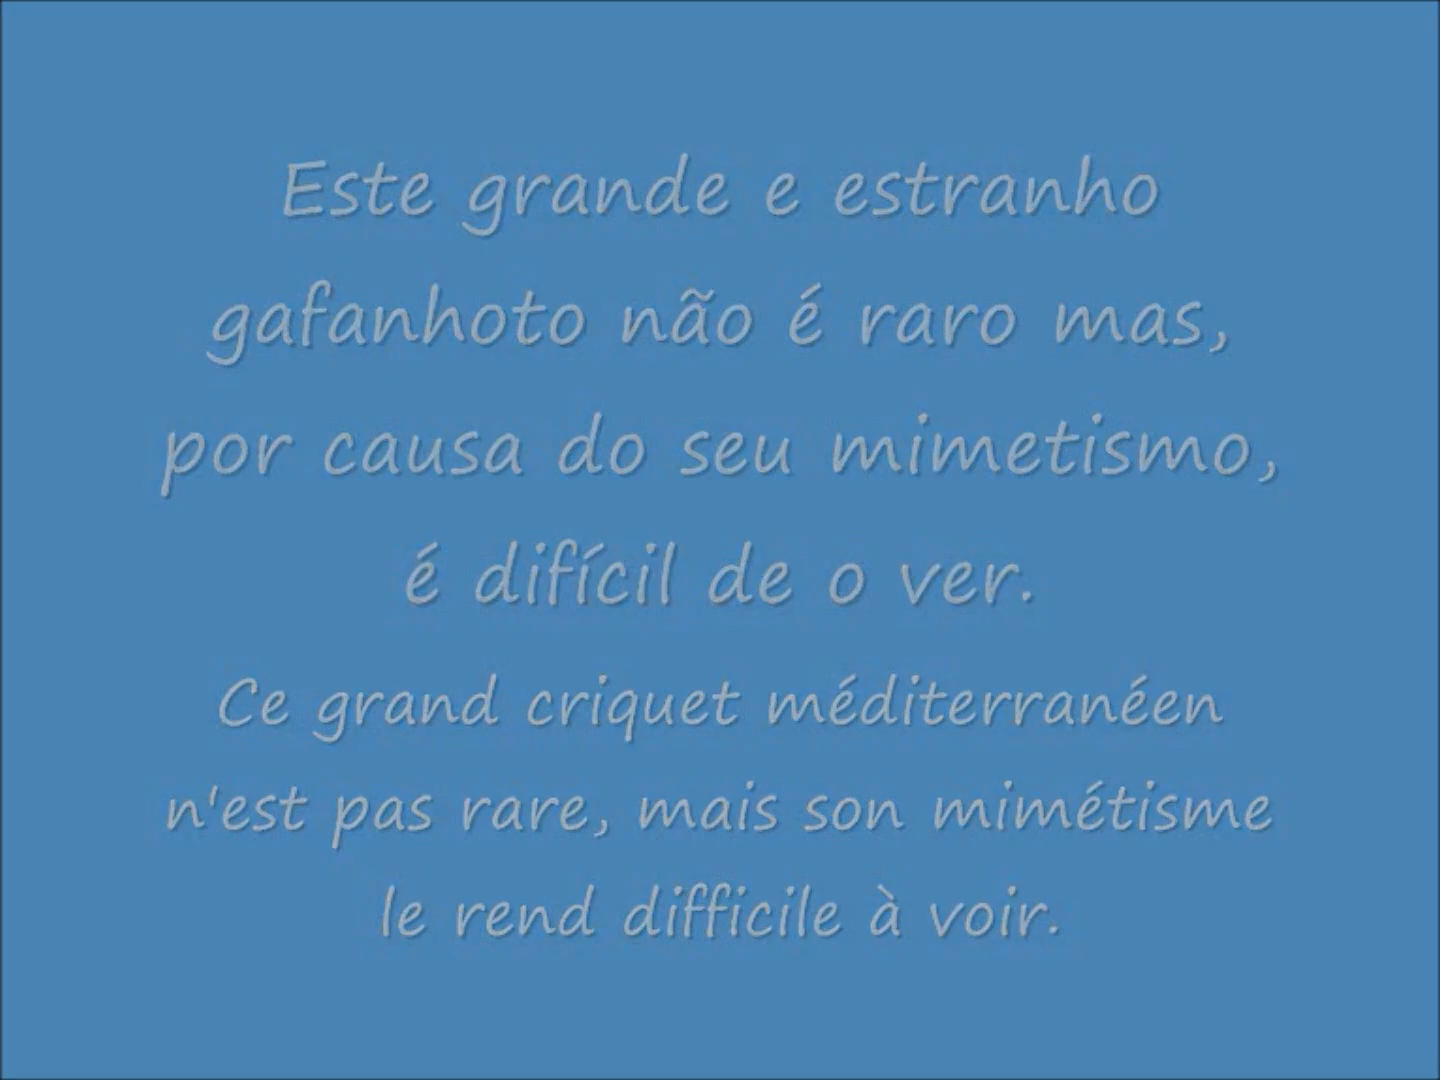 Este grande e estranho
gafanhoto não é raro mas,
por causa do seu mimetismo,
é difícil de o ver.
Ce grand criquet méditerranéen
n'est pas rare, mais son mimétisme
le rend difficile à voir.